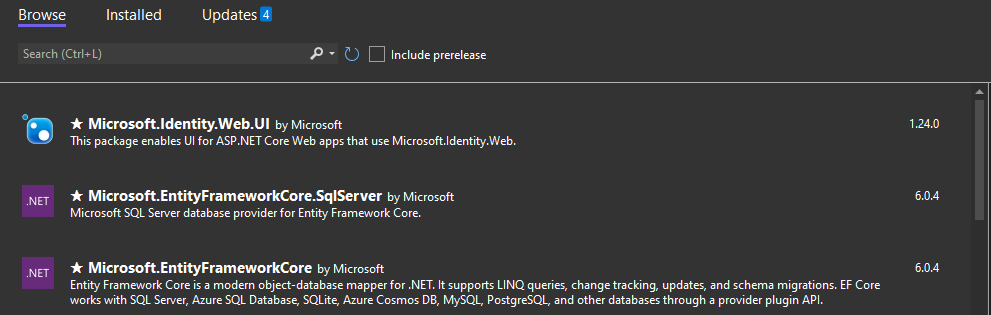 Browse Installed Updates 4
Search (Ctrl+L) Include prerelease
★ Microsoft.Identity.Web.UI by Microsoft 1.24.0
This package enables UI for ASP.NET Core Web apps that use Microsoft.Identity.Web.
.NET ★ Microsoft.EntityFrameworkCore.SqlServer by Microsoft 6.0.4
Microsoft SQL Server database provider for Entity Framework Core.
.NET ★ Microsoft.EntityFrameworkCore by Microsoft 6.0.4
Entity Framework Core is a modern object-database mapper for .NET. It supports LINQ queries, change tracking, updates, and schema migrations. EF Core
works with SQL Server, Azure SQL Database, SQLite, Azure Cosmos DB, MySQL, PostgreSQL, and other databases through a provider plugin API.